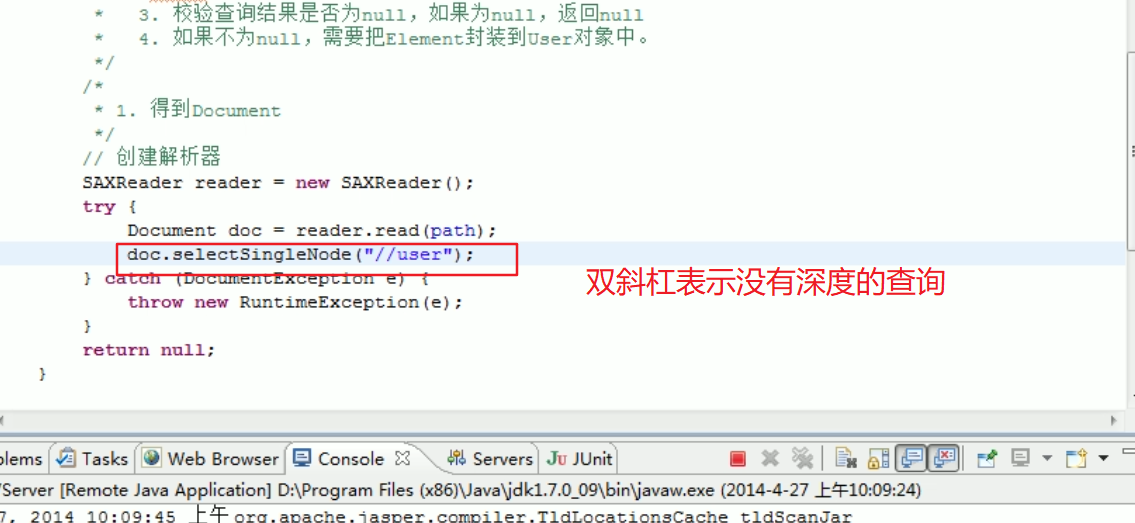 * 3. 校验查询结果是否为null，如果为null，返回null
* 4. 如果不为null，需要把Element封装到User对象中。
*/
/*
* 1. 得到Document
*/
// 创建解析器
SAXReader reader = new SAXReader();
try {
Document doc = reader.read(path);
doc.selectSingleNode("//user");
} catch (DocumentException e) {
双斜杠表示没有深度的查询
throw new RuntimeException(e);
}
return null;
}
blems Tasks Web Browser Console Servers JU JUnit
/Server [Remote Java Application] D:\Program Files (x86)\Java\jdk1.7.0_09\bin\javaw.exe (2014-4-27 上午10:09:24)
7, 2014 10:09:45 上午 org.apache.jasper.compiler.TldLocationsCache tldScanJar